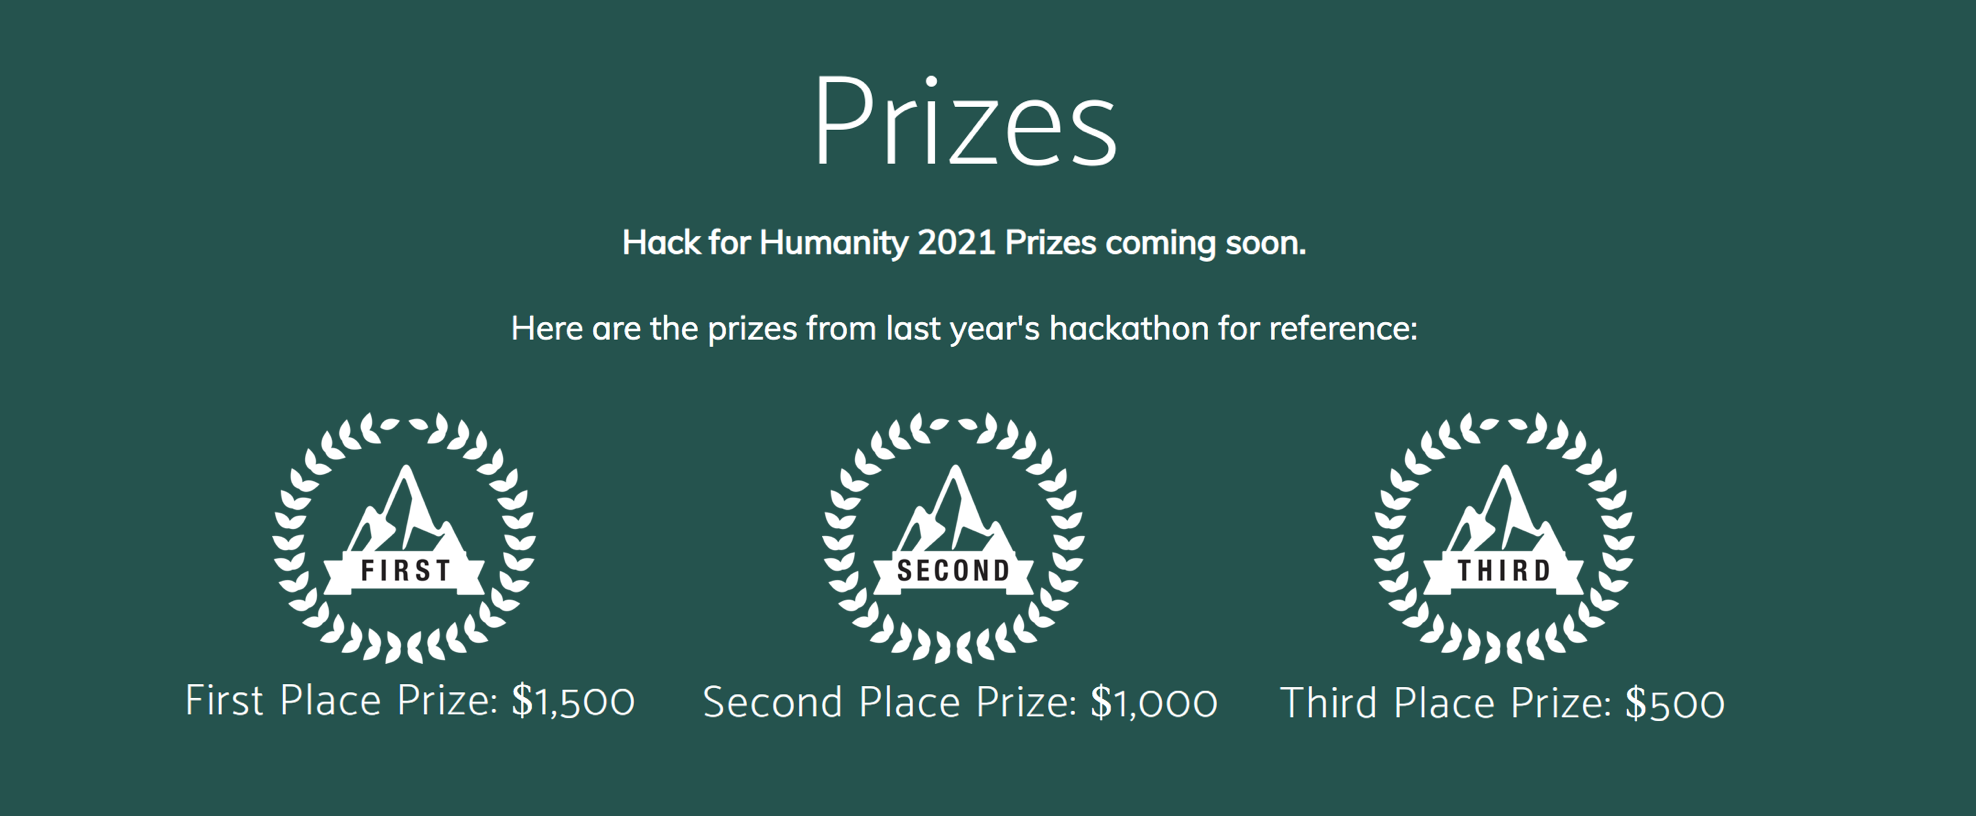 Prizes
Hack for Humanity 2021 Prizes coming soon.
Here are the prizes from last year's hackathon for reference:
FIRST
SECOND
THIRD
First Place Prize: $1,500
Second Place Prize: $1,000
Third Place Prize: $500